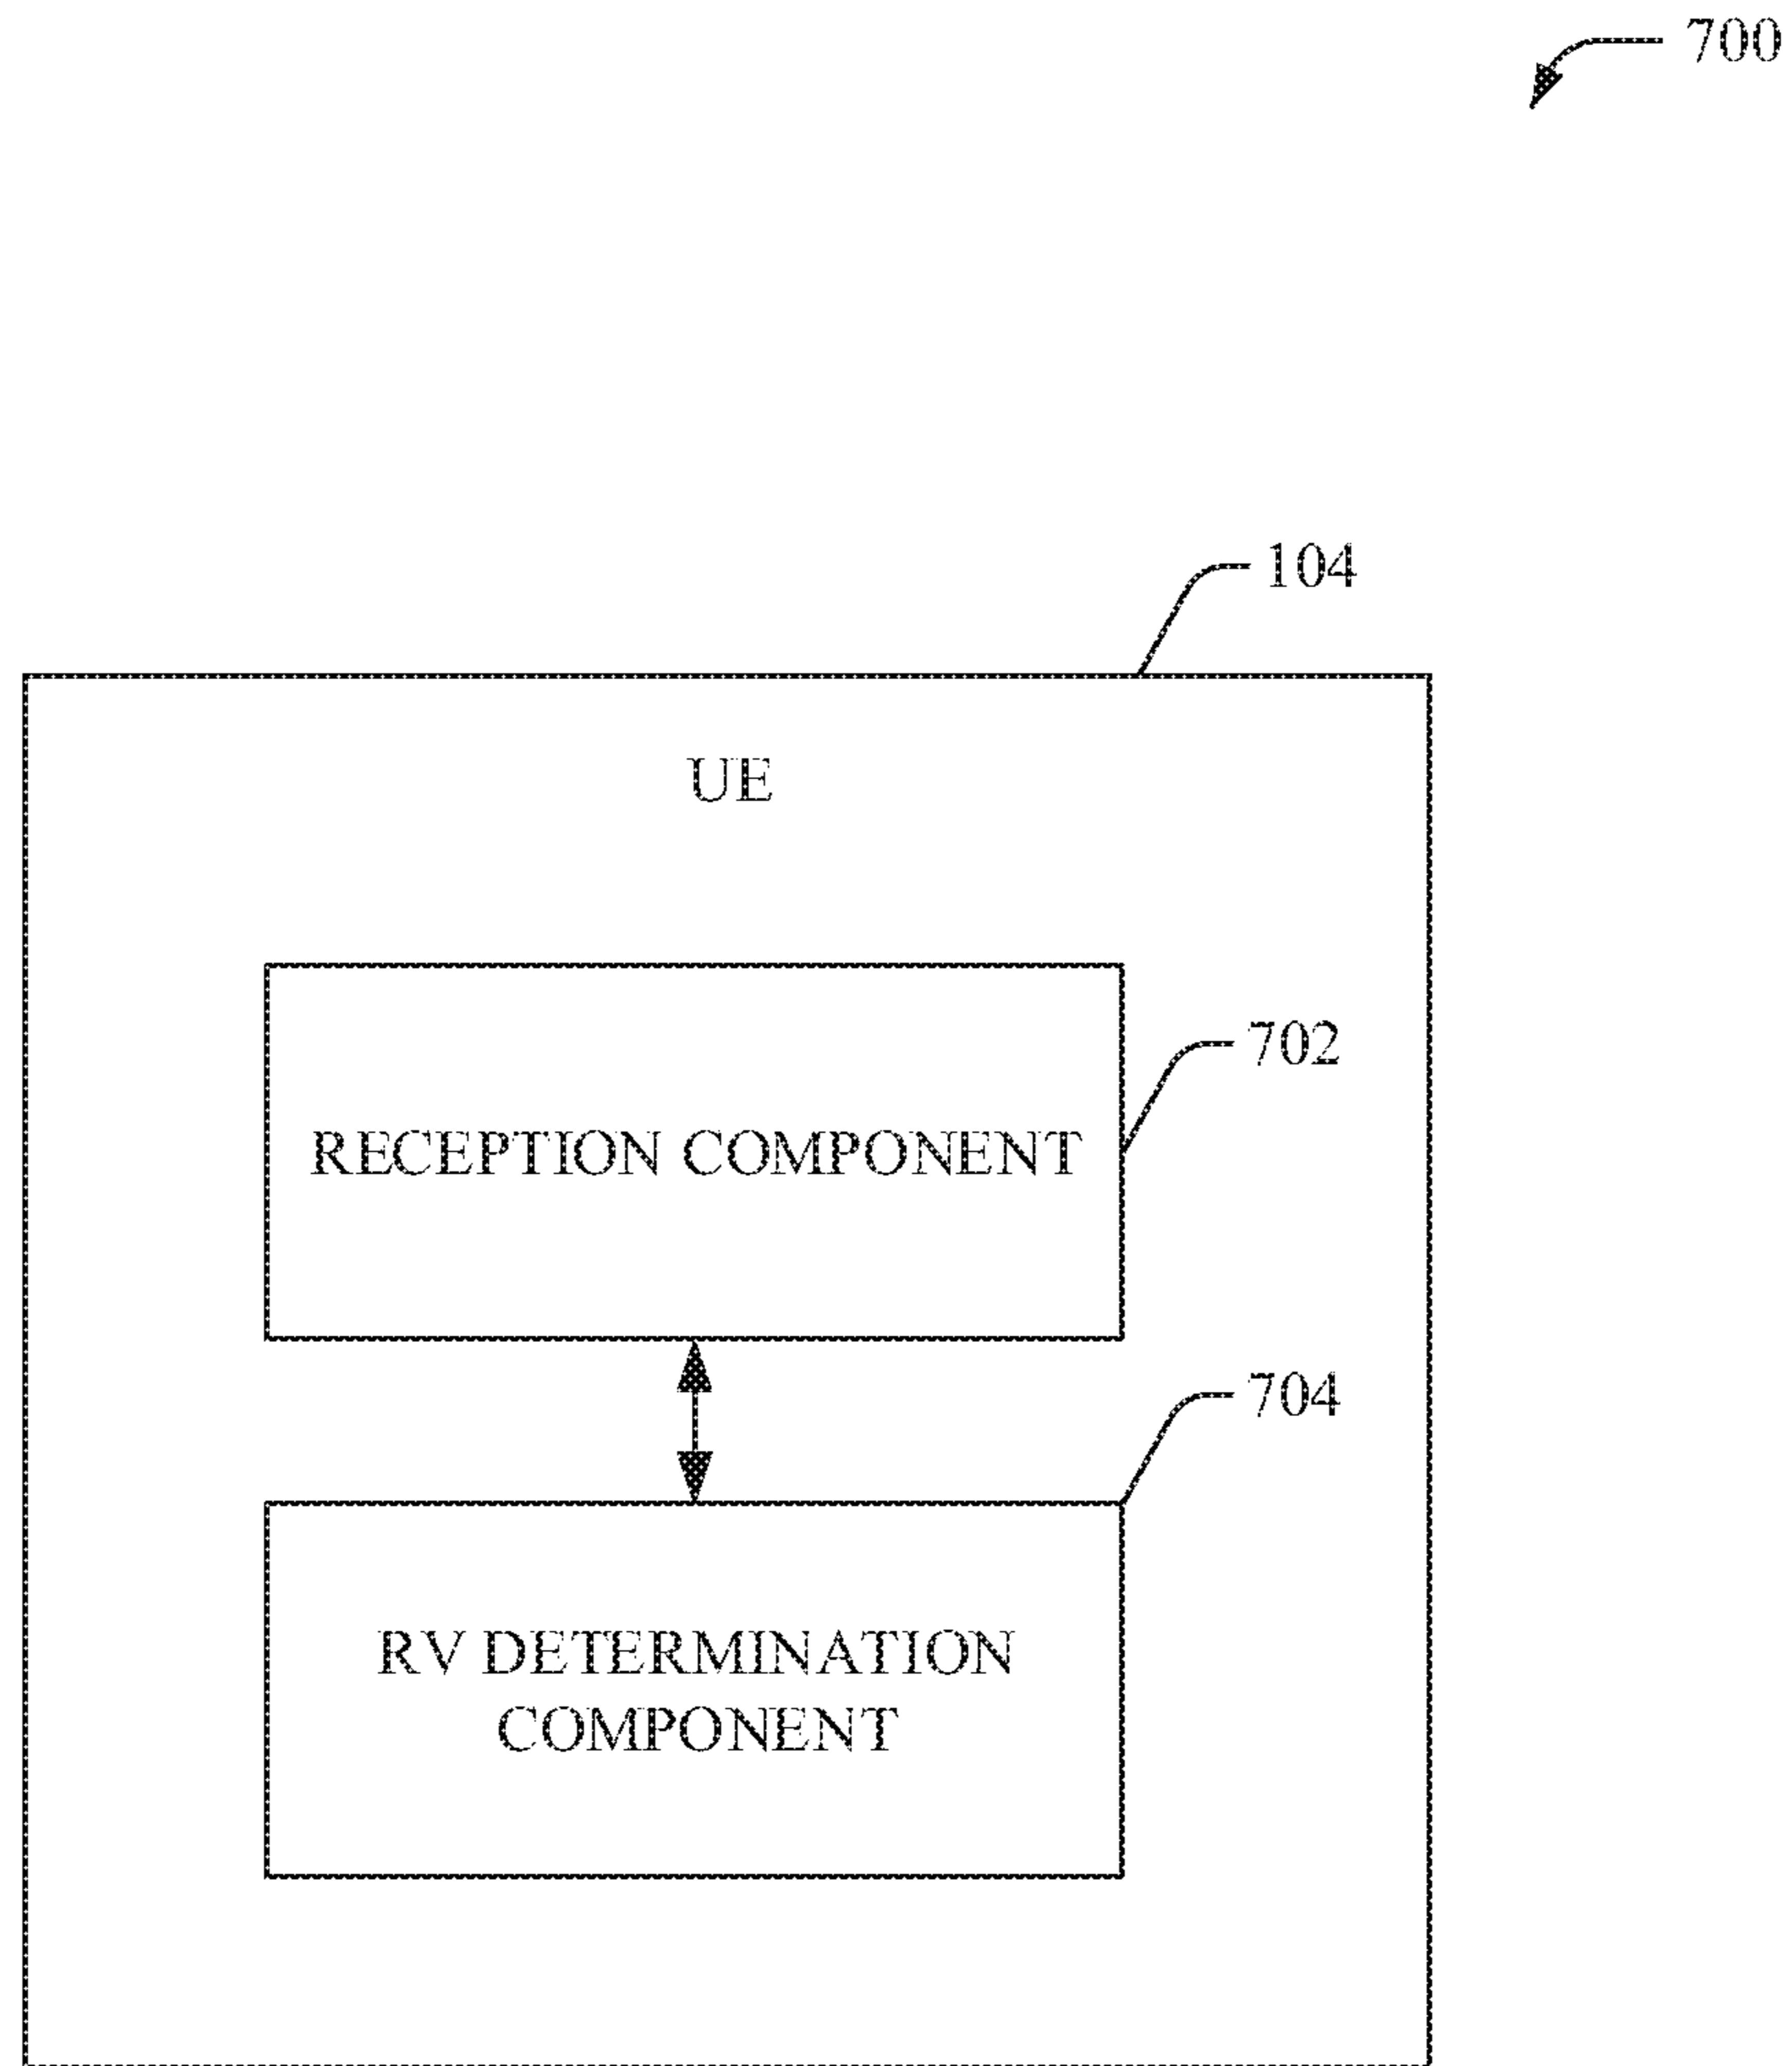 700
104
UE
702
RECEPTION COMPONENT
704
RV DETERMINATION
COMPONENT